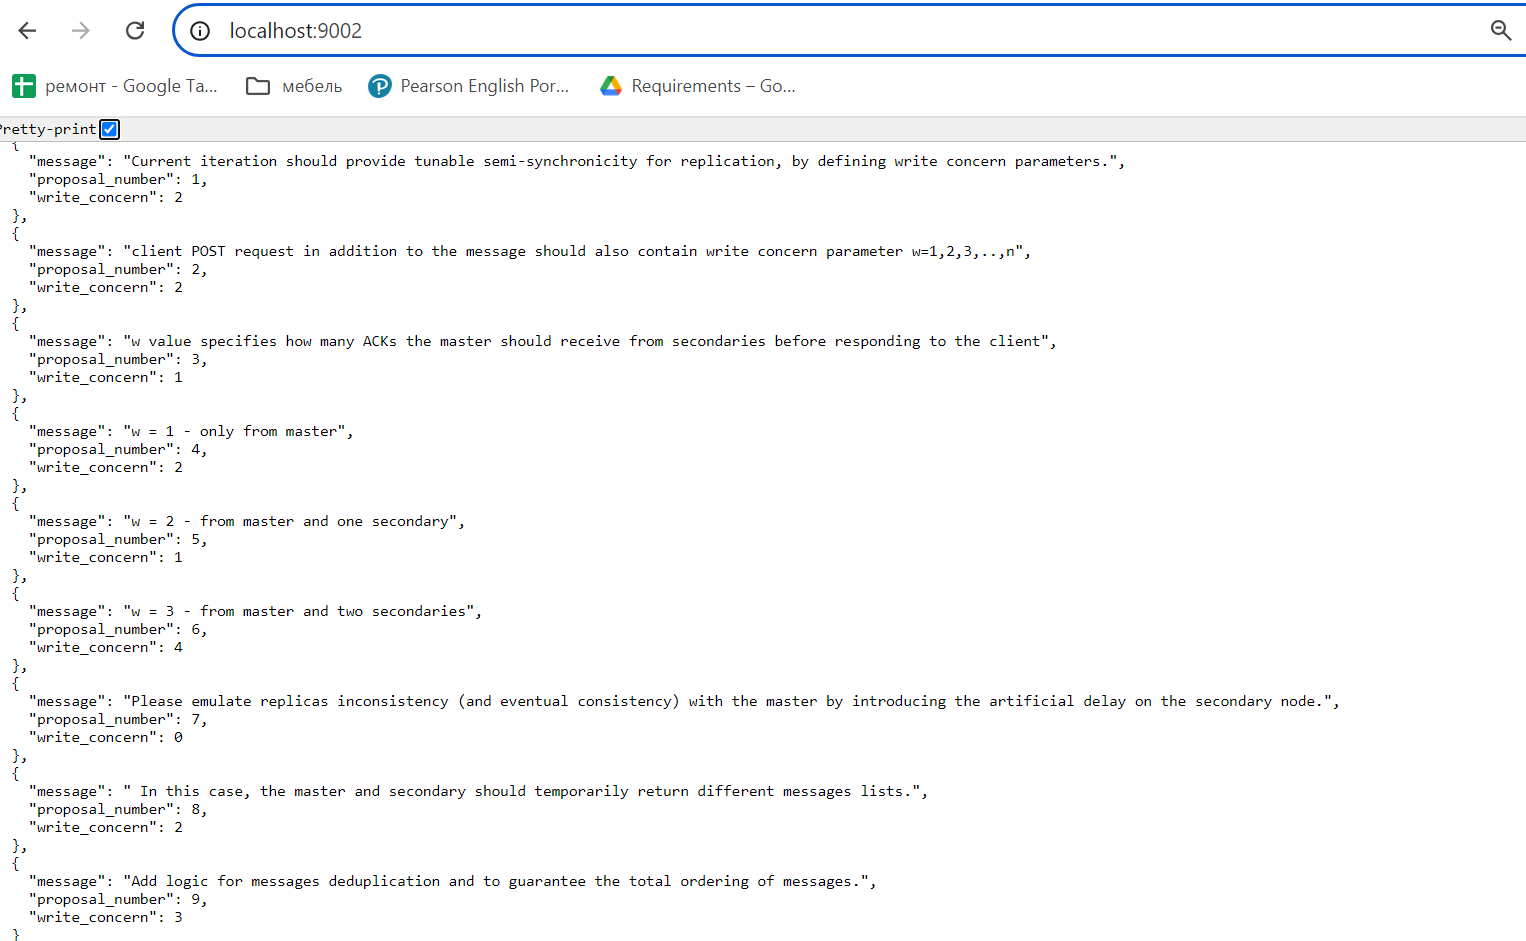 localhost:9002
ремонт - Google Ta... мебель Pearson English Por... Requirements – Go...
Pretty-print
{
"message": "Current iteration should provide tunable semi-synchronicity for replication, by defining write concern parameters.",
"proposal_number": 1,
"write_concern": 2
},
{
"message": "client POST request in addition to the message should also contain write concern parameter w=1,2,3,..,n",
"proposal_number": 2,
"write_concern": 2
},
{
"message": "w value specifies how many ACKs the master should receive from secondaries before responding to the client",
"proposal_number": 3,
"write_concern": 1
},
{
"message": "w = 1 - only from master",
"proposal_number": 4,
"write_concern": 2
},
{
"message": "w = 2 - from master and one secondary",
"proposal_number": 5,
"write_concern": 1
},
{
"message": "w = 3 - from master and two secondaries",
"proposal_number": 6,
"write_concern": 4
},
{
"message": "Please emulate replicas inconsistency (and eventual consistency) with the master by introducing the artificial delay on the secondary node.",
"proposal_number": 7,
"write_concern": 0
},
{
"message": " In this case, the master and secondary should temporarily return different messages lists.",
"proposal_number": 8,
"write_concern": 2
},
{
"message": "Add logic for messages deduplication and to guarantee the total ordering of messages.",
"proposal_number": 9,
"write_concern": 3
}